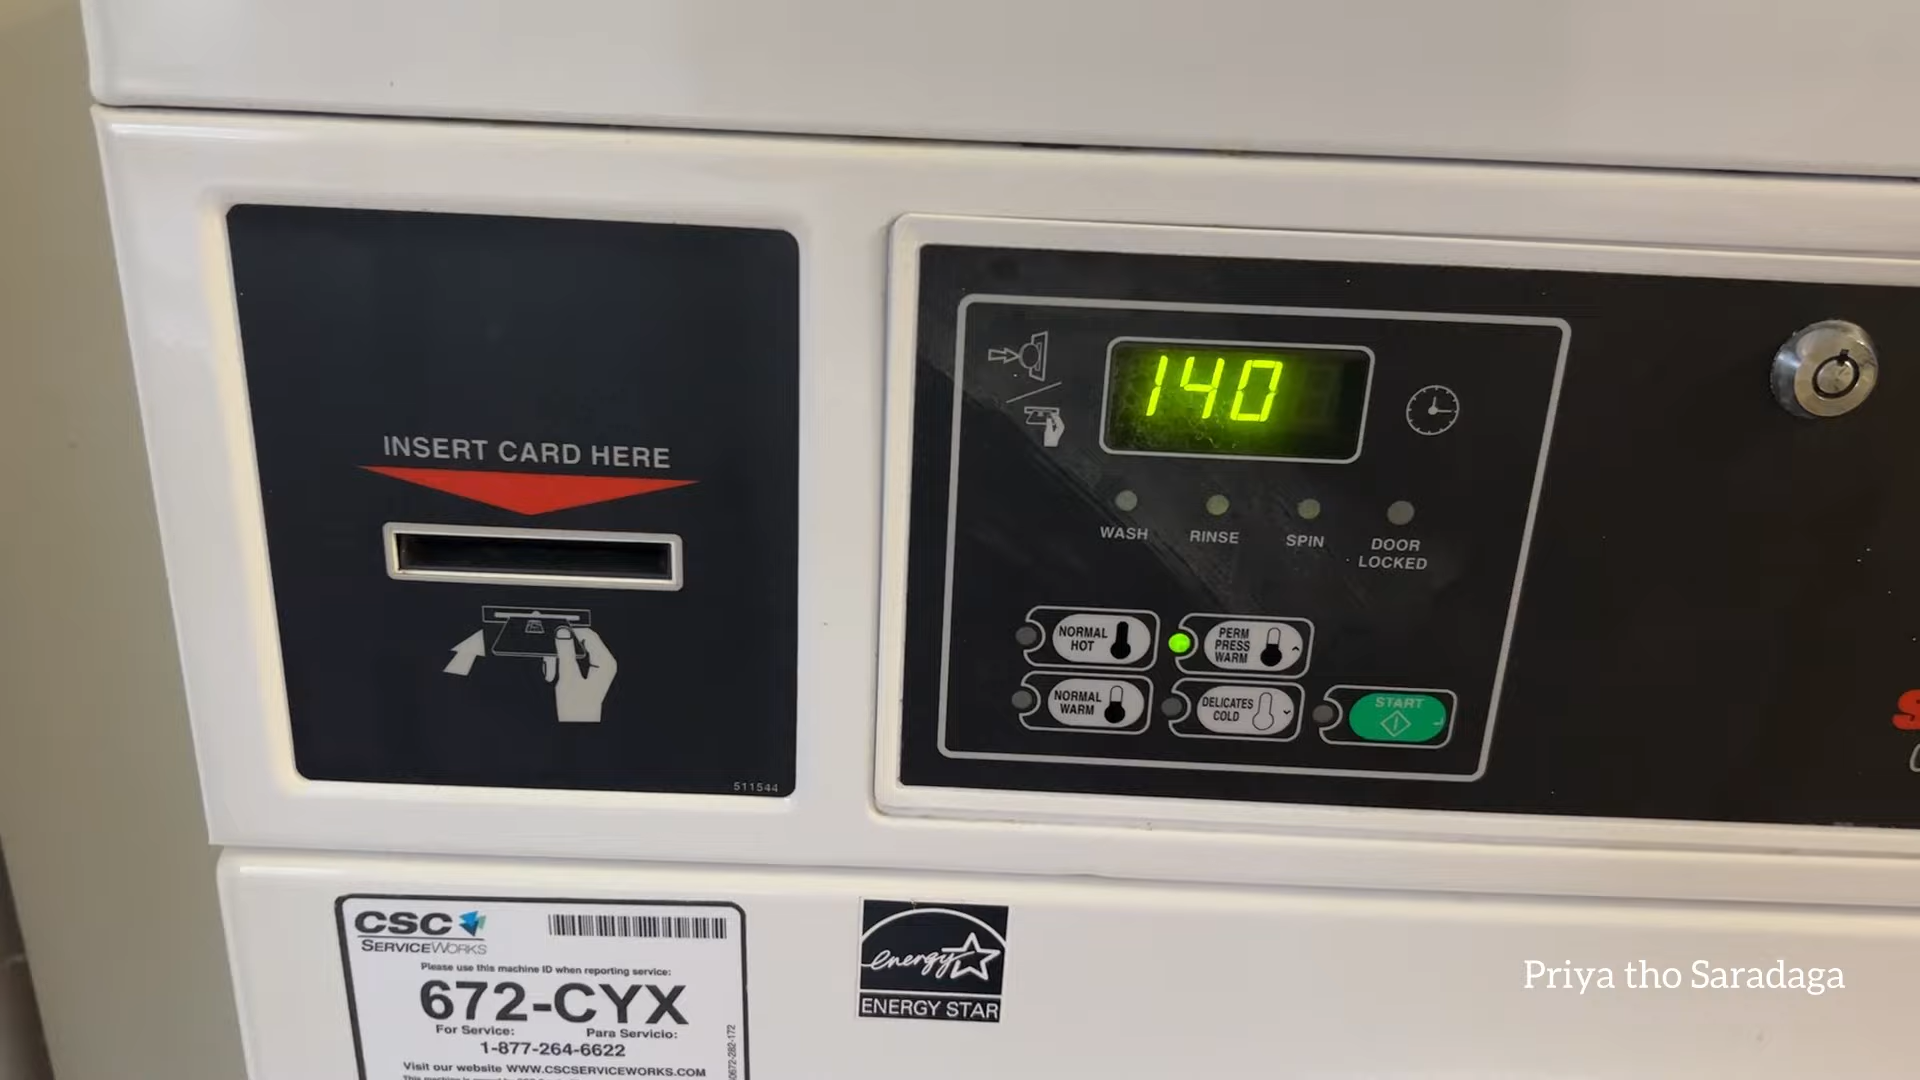 INSERT CARD HERE
511544
140
WASH
RINSE
SPIN
DOOR
LOCKED
NORMAL
HOT
PERM
PRESS
WARM
NORMAL
WARM
DELICATES
COLD
START
CSC
SERVICEWORKS
Please use this machine ID when reporting service:
672-CYX
For Service: Para Servicio:
1-877-264-6622
Visit our website WWW.CSCSERVICEWORKS.COM
energy
ENERGY STAR
Priya tho Saradaga